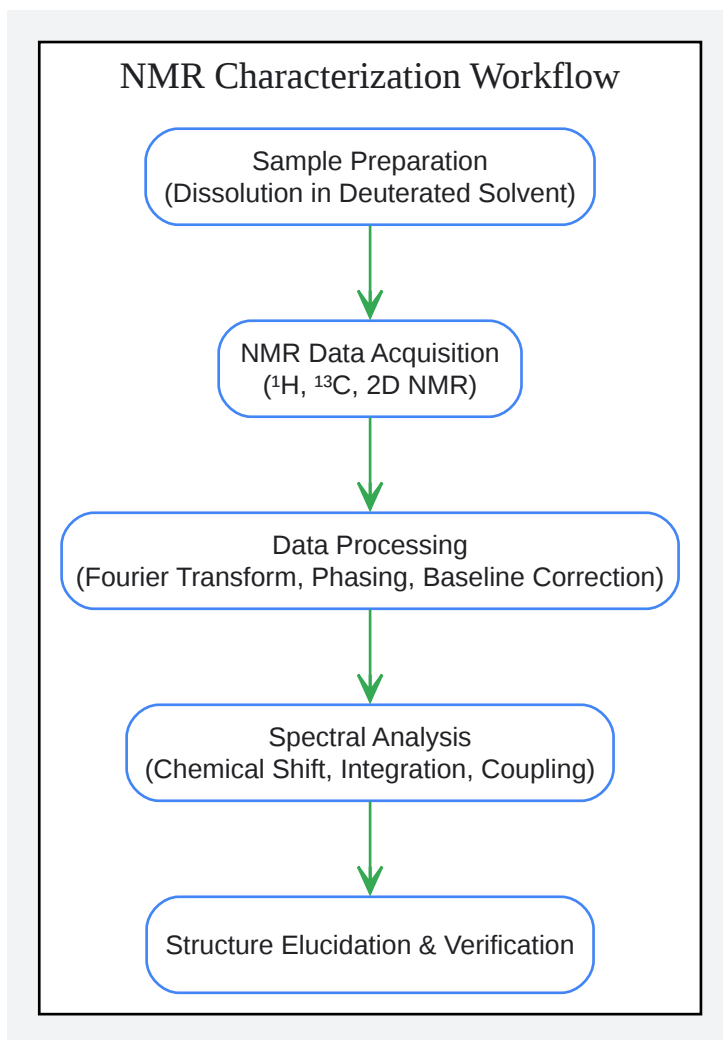 NMR Characterization Workflow
Sample Preparation
(Dissolution in Deuterated Solvent)
NMR Data Acquisition
(¹H, ¹³C, 2D NMR)
Data Processing
(Fourier Transform, Phasing, Baseline Correction)
Spectral Analysis
(Chemical Shift, Integration, Coupling)
Structure Elucidation & Verification